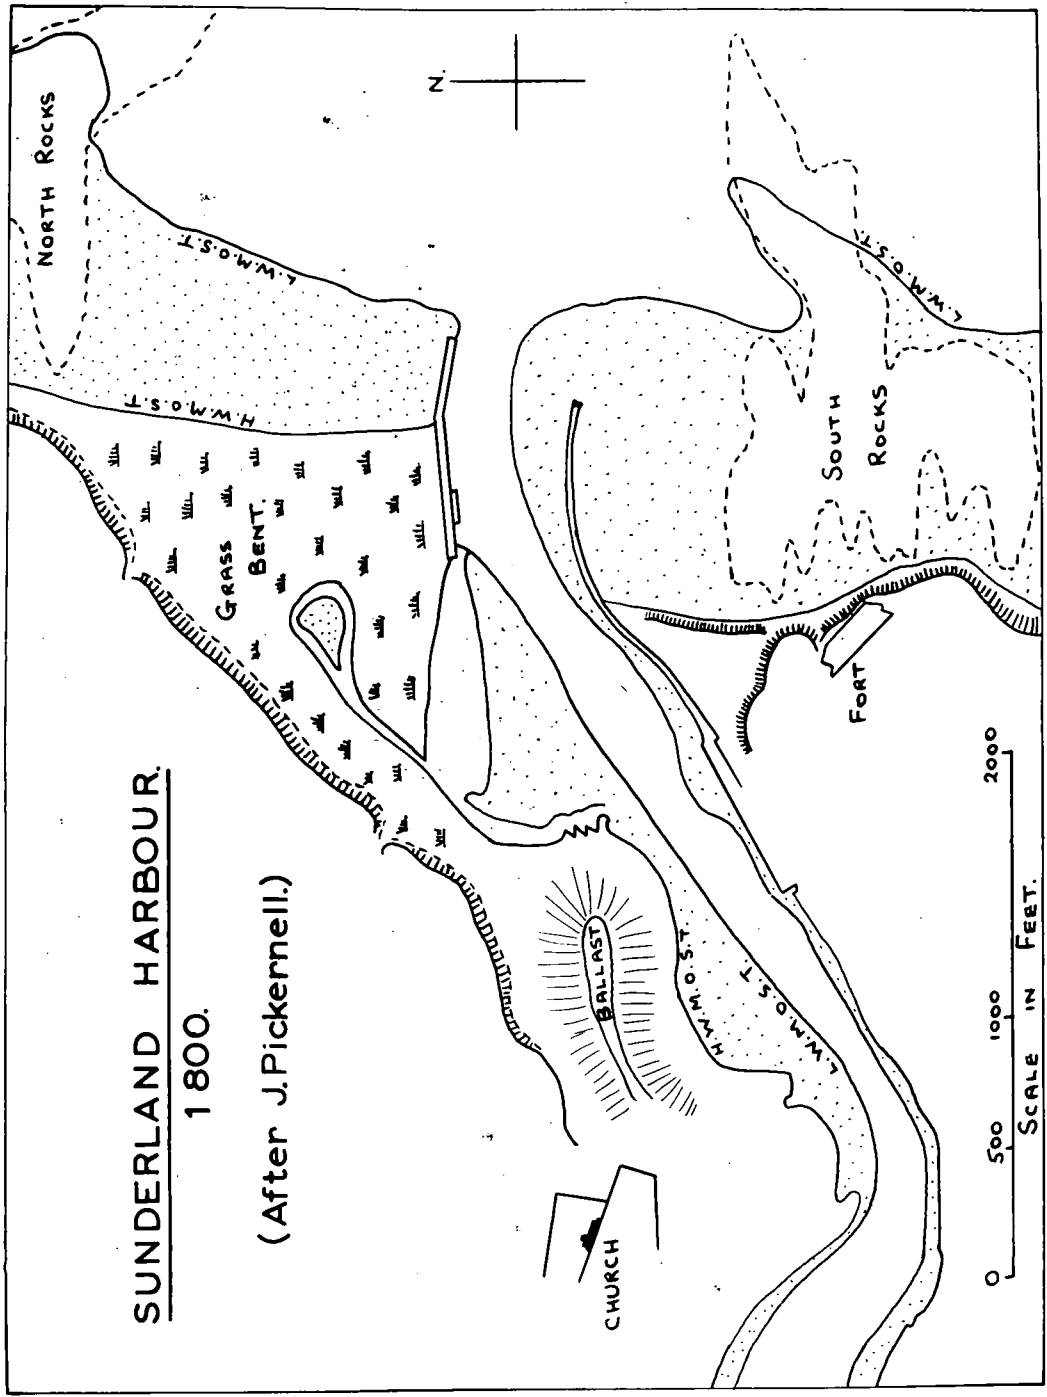 SUNDERLAND HARBOUR.
1800.
(After J. Pickernell.)
N
NORTH ROCKS
L.W.M.O.S.T.
H.W.M.O.S.T.
GRASS
BENT.
L.W.M.O.S.T.
SOUTH
ROCKS
FORT
BALLAST
H.W.M.O.S.T.
L.W.M.O.S.T.
CHURCH
0 500 1000 2000
SCALE IN FEET.